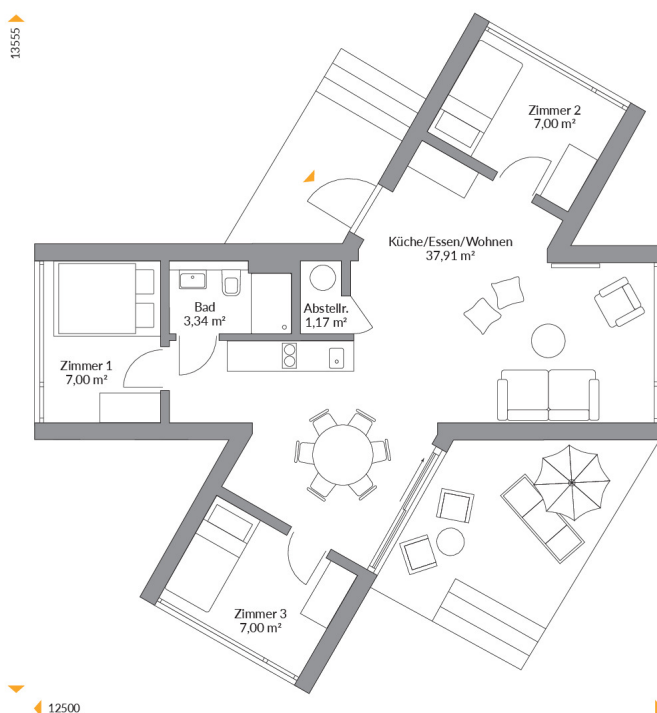 13555
Zimmer 2
7,00 m²
Küche/Essen/Wohnen
37,91 m²
Bad
3,34 m²
Abstellr.
1,17 m²
Zimmer 1
7,00 m²
Zimmer 3
7,00 m²
12500